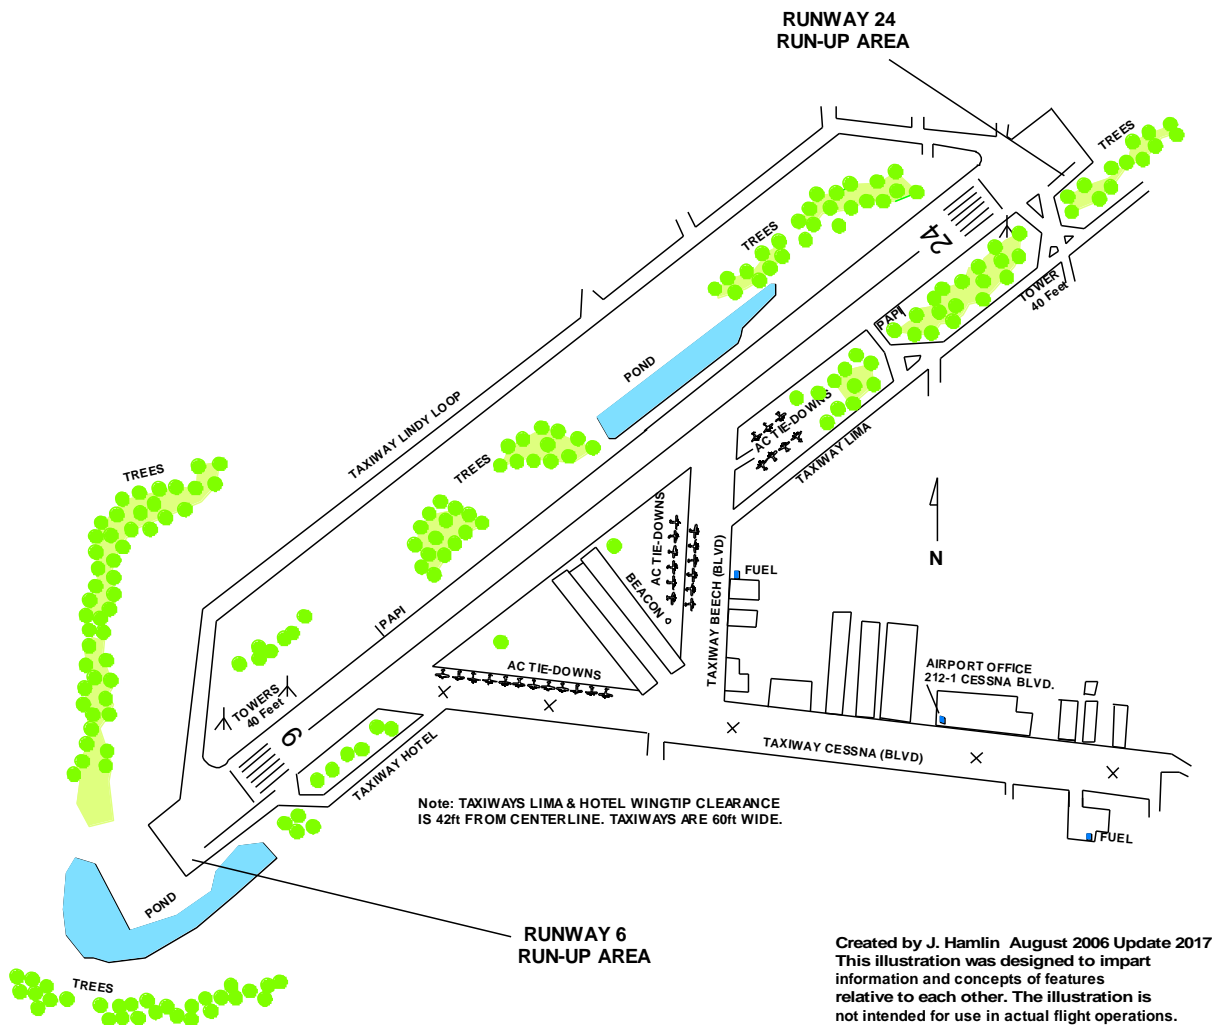 RUNWAY 24
RUN-UP AREA
TREES
TREES
24
TOWER
40 Feet
PAPI
POND
TAXIWAY LINDY LOOP
AC TIE-DOWNS
TAXIWAY LIMA
TREES
TREES
AC TIE-DOWNS
N
BEACON
TAXIWAY BEECH (BLVD)
FUEL
PAPI
AC TIE-DOWNS
AIRPORT OFFICE
212-1 CESSNA BLVD.
TOWERS
40 Feet
6
TAXIWAY HOTEL
TAXIWAY CESSNA (BLVD)
Note: TAXIWAYS LIMA & HOTEL WINGTIP CLEARANCE
IS 42ft FROM CENTERLINE. TAXIWAYS ARE 60ft WIDE.
FUEL
POND
RUNWAY 6
RUN-UP AREA
TREES
Created by J. Hamlin August 2006 Update 2017
This illustration was designed to impart
information and concepts of features
relative to each other. The illustration is
not intended for use in actual flight operations.